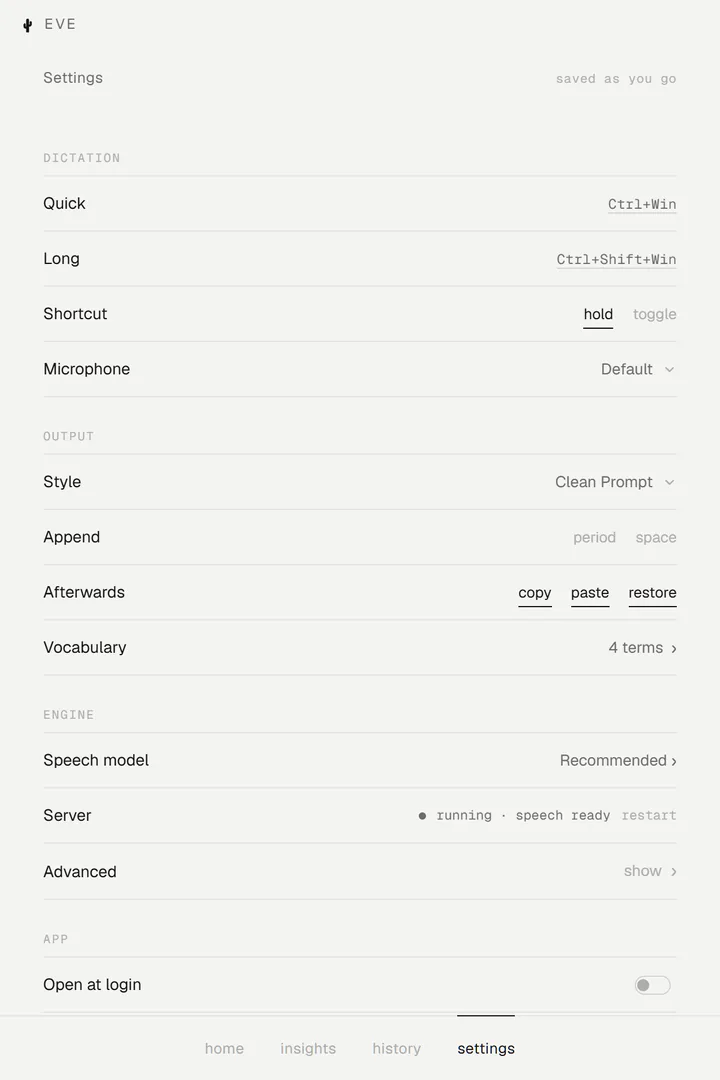 EVE
Settings saved as you go
DICTATION
Quick Ctrl+Win
Long Ctrl+Shift+Win
Shortcut hold toggle
Microphone Default
OUTPUT
Style Clean Prompt
Append period space
Afterwards copy paste restore
Vocabulary 4 terms ›
ENGINE
Speech model Recommended ›
Server ● running · speech ready restart
Advanced show ›
APP
Open at login
home insights history settings